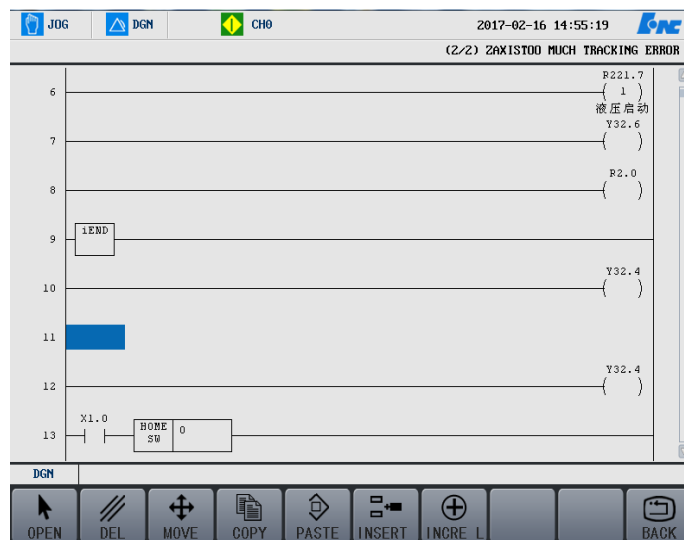 JOG DGN CH0 2017-02-16 14:55:19 HNC
(2/2) ZAXISTOO MUCH TRACKING ERROR
R221.7
6 ( 1 )
液压启动
Y32.6
7 ( )
R2.0
8 ( )
iEND
9
Y32.4
10 ( )
11
Y32.4
12 ( )
X1.0
HOME 0
13 SW
DGN
OPEN DEL MOVE COPY PASTE INSERT INCRE L BACK